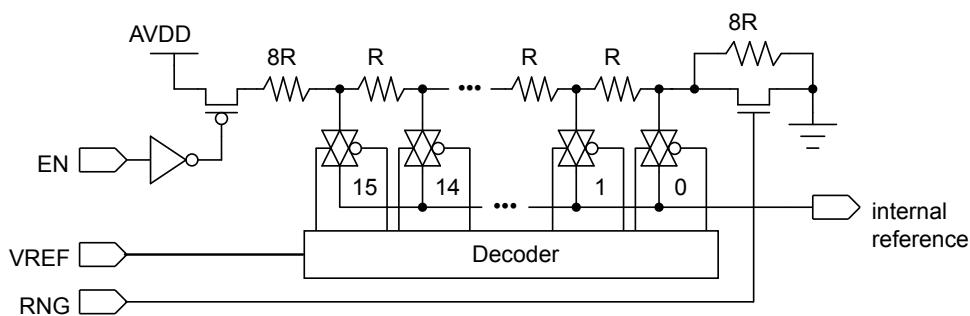 8R
AVDD
8R
R
R
R
•••
EN
15
14
1
0
•••
internal
reference
VREF
Decoder
RNG